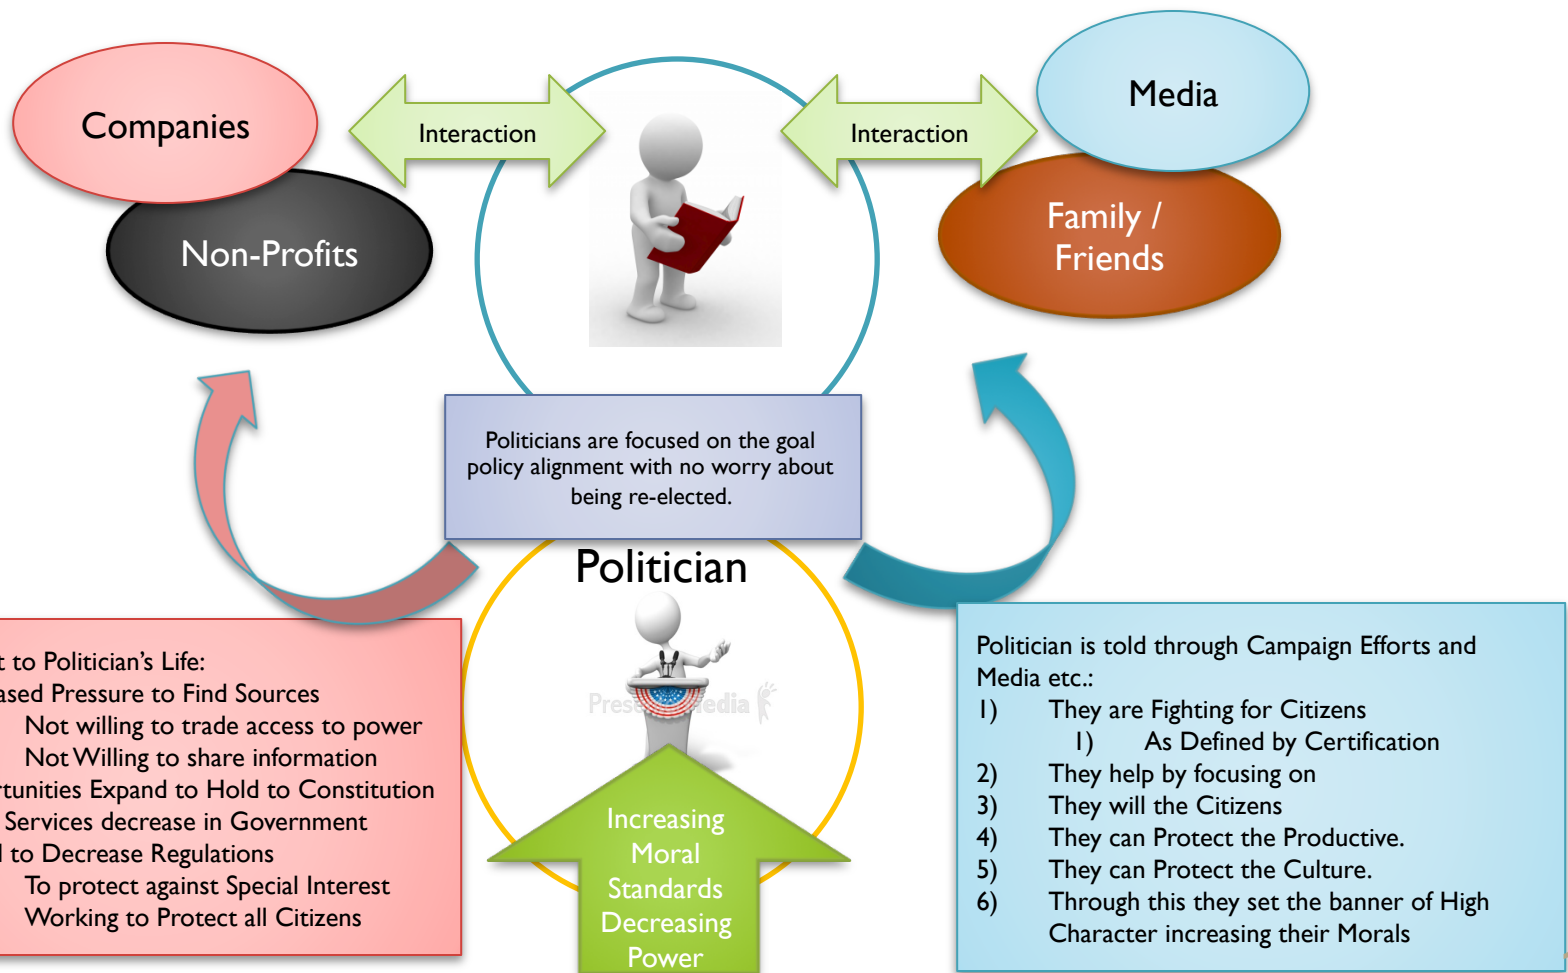 Companies
Interaction
Interaction
Media
Non-Profits
Family /
Friends
Politicians are focused on the goal
policy alignment with no worry about
being re-elected.
Politician
t to Politician's Life:
ased Pressure to Find Sources
Not willing to trade access to power
Not Willing to share information
rtunities Expand to Hold to Constitution
Services decrease in Government
l to Decrease Regulations
To protect against Special Interest
Working to Protect all Citizens
Increasing
Moral
Standards
Decreasing
Power
Politician is told through Campaign Efforts and
Media etc.:
1) They are Fighting for Citizens
1) As Defined by Certification
2) They help by focusing on
3) They will the Citizens
4) They can Protect the Productive.
5) They can Protect the Culture.
6) Through this they set the banner of High
Character increasing their Morals